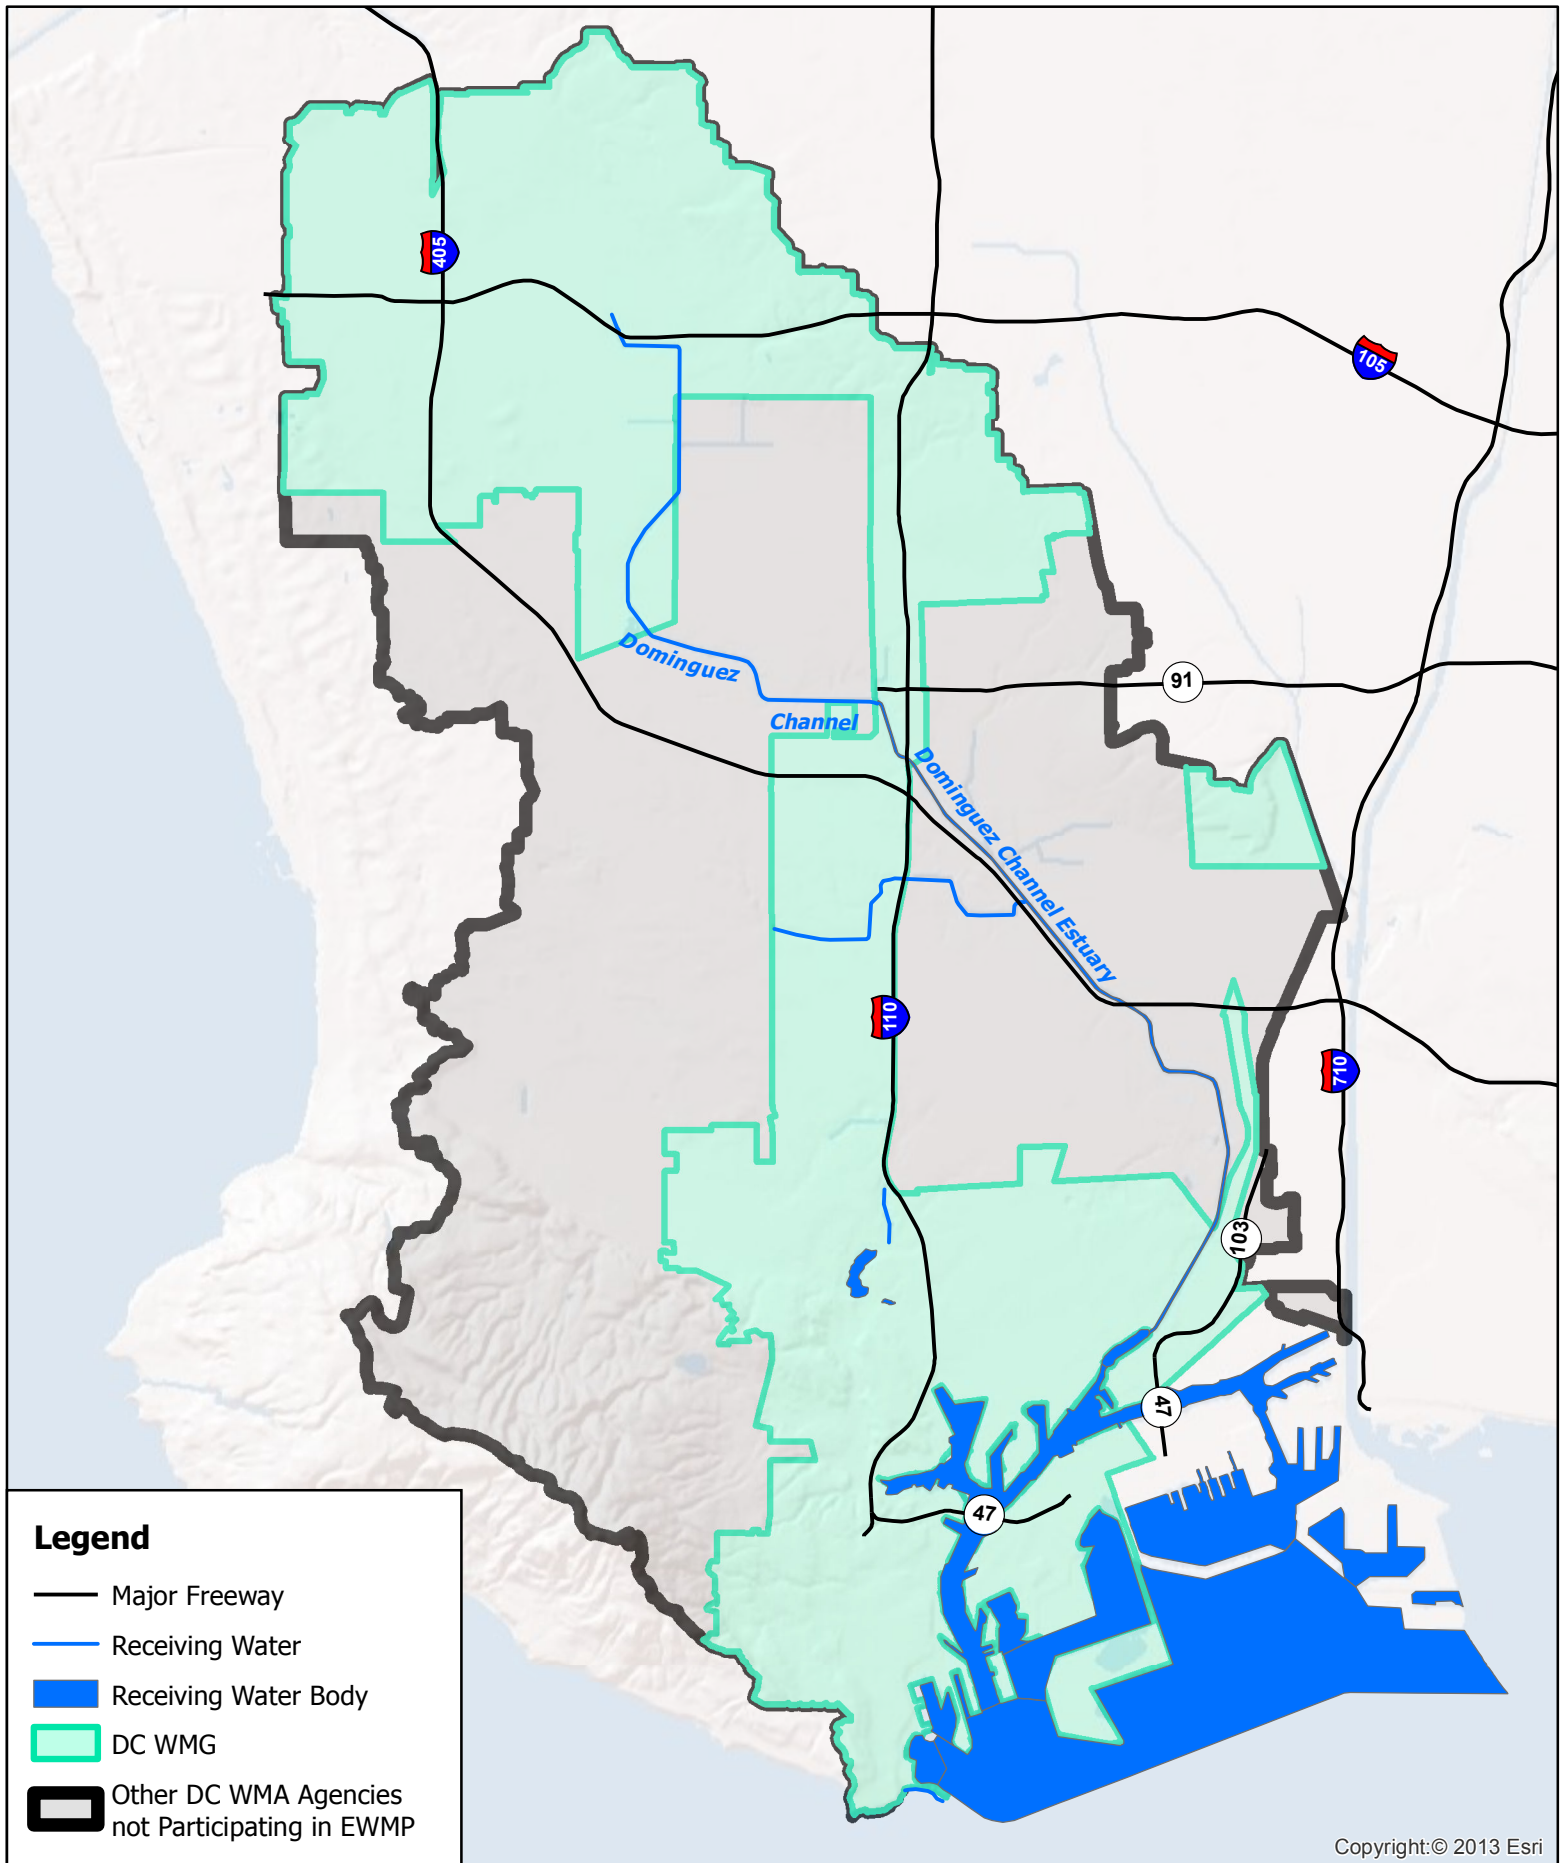 405
105
Dominguez
91
Channel
Dominguez Channel Estuary
110
710
103
47
47
Legend
Major Freeway
Receiving Water
Receiving Water Body
DC WMG
Other DC WMA Agencies
not Participating in EWMP
Copyright:© 2013 Esri